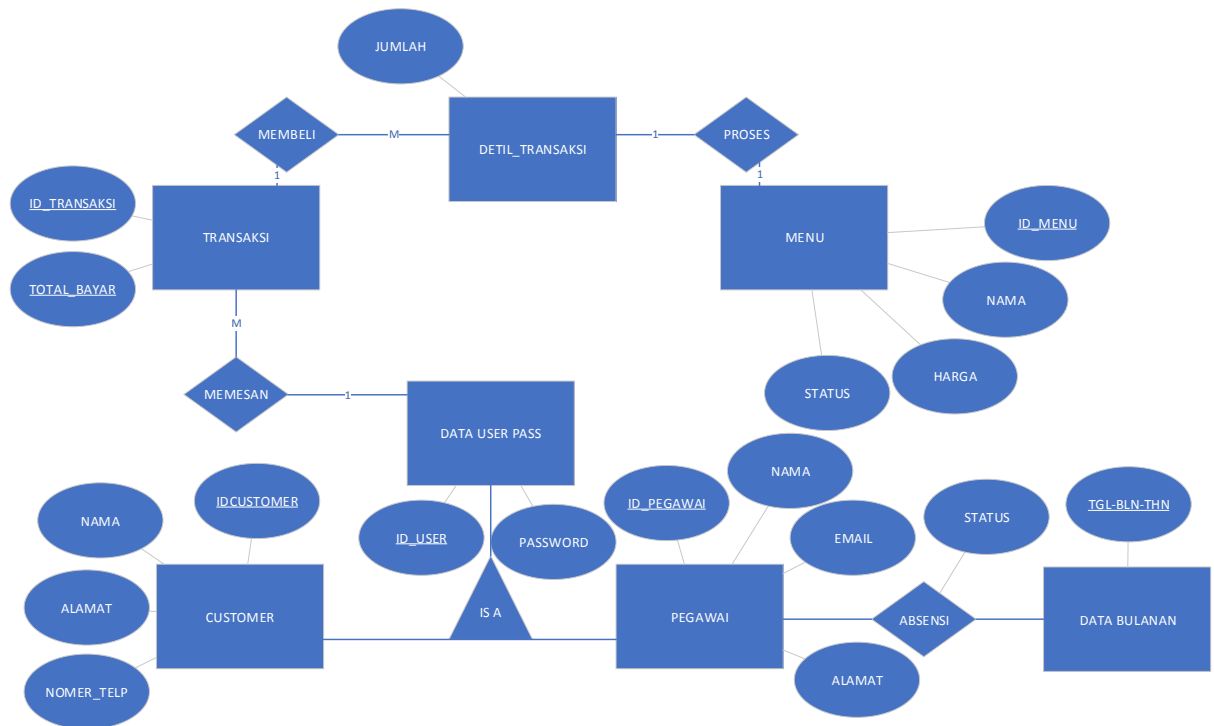 JUMLAH
MEMBELI
M
DETIL_TRANSAKSI
1
PROSES
1
1
ID_TRANSAKSI
TRANSAKSI
TOTAL_BAYAR
MENU
ID_MENU
NAMA
HARGA
STATUS
M
MEMESAN
1
DATA USER PASS
ID_USER
PASSWORD
IS A
NAMA
IDCUSTOMER
ALAMAT
CUSTOMER
NOMER_TELP
ID_PEGAWAI
NAMA
EMAIL
PEGAWAI
ALAMAT
STATUS
ABSENSI
TGL-BLN-THN
DATA BULANAN